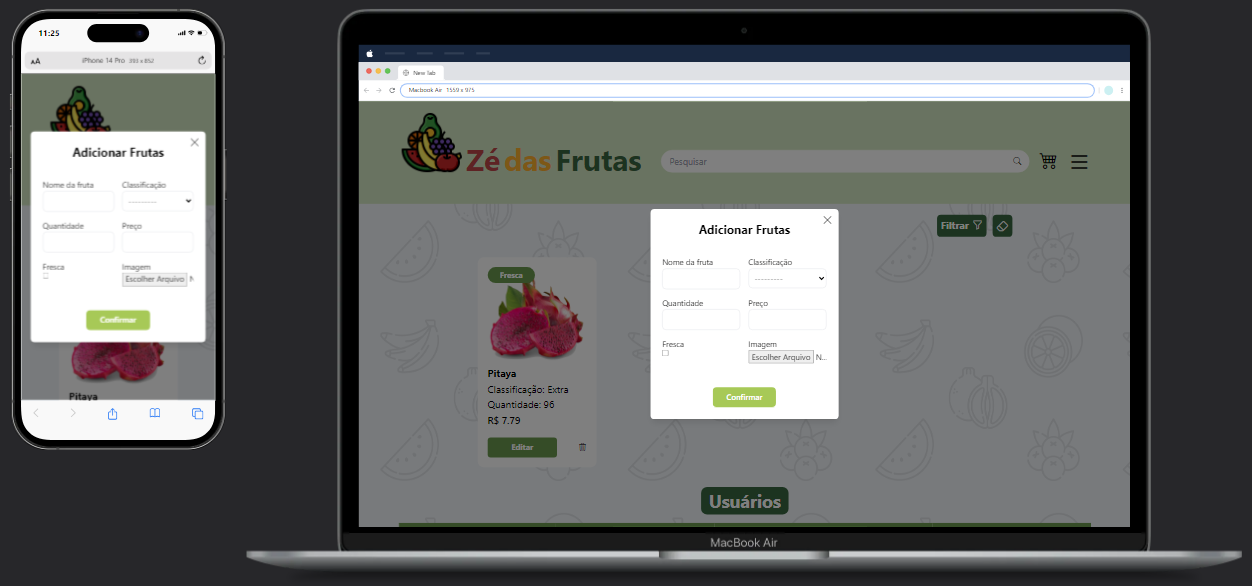 11:25
AA
iPhone 14 Pro 393 x 852
Adicionar Frutas
Nome da fruta
Classificação
---------
Quantidade
Preço
Fresca
Imagem
Escolher Arquivo N
Confirmar
Pitaya
New Tab
Macbook Air 1559 x 975
Zé das Frutas
Pesquisar
Filtrar
Fresca
Pitaya
Classificação: Extra
Quantidade: 96
R$ 7.79
Editar
Adicionar Frutas
Nome da fruta
Classificação
---------
Quantidade
Preço
Fresca
Imagem
Escolher Arquivo N...
Confirmar
Usuários
MacBook Air